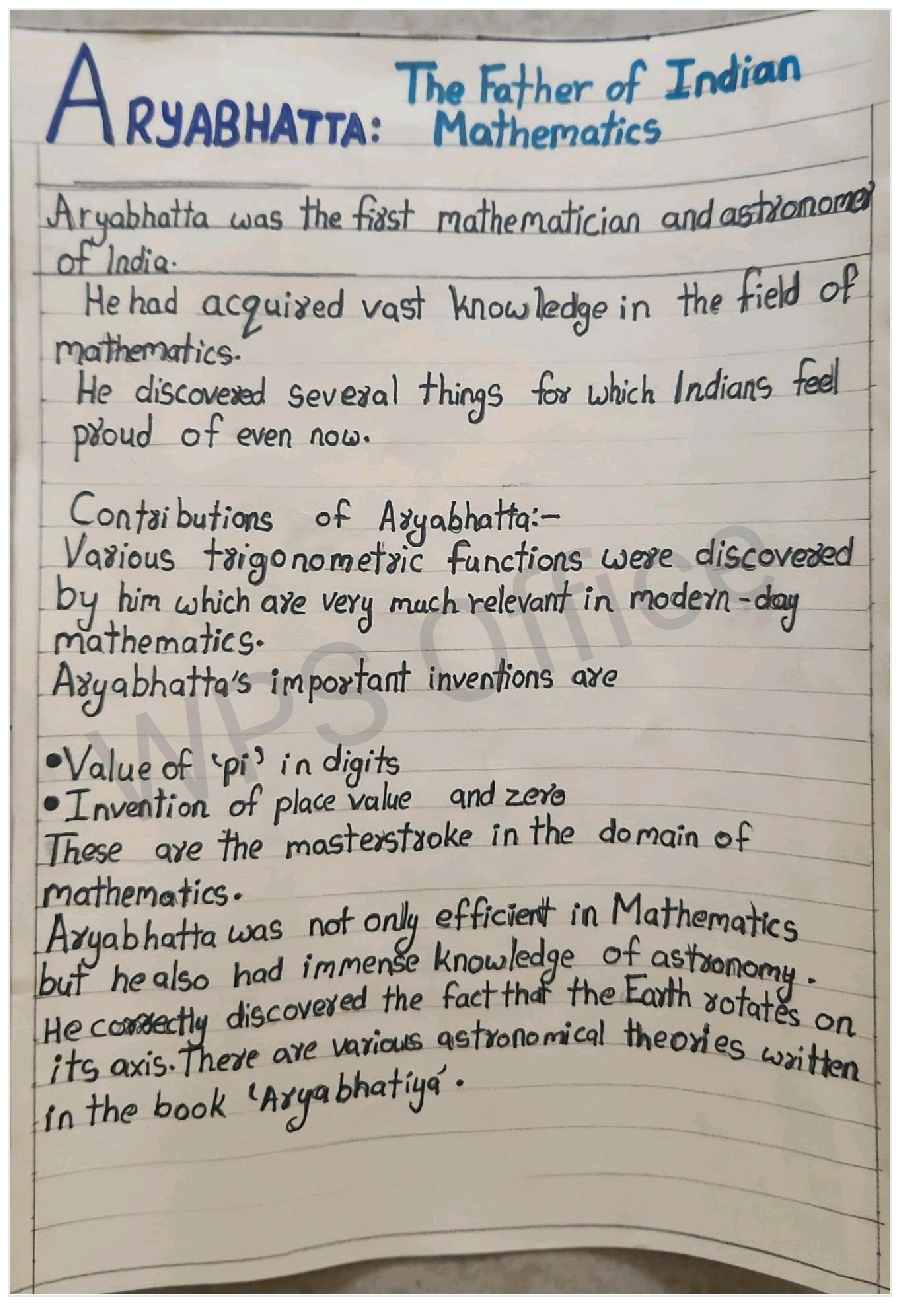 ARYABHATTA: The Father of Indian
Mathematics
Aryabhatta was the first mathematician and astronomer
of India.
He had acquired vast knowledge in the field of
mathematics.
He discovered several things for which Indians feel
proud of even now.
Contributions of Aryabhatta:-
Various trigonometric functions were discovered
by him which are very much relevant in modern-day
mathematics.
Aryabhatta's important inventions are
•Value of 'pi' in digits
•Invention of place value and zero
These are the masterstroke in the domain of
mathematics.
Aryabhatta was not only efficient in Mathematics
but he also had immense knowledge of astronomy.
He correctly discovered the fact that the Earth rotates on
its axis. There are various astronomical theories written
in the book 'Aryabhatiya'.
WPS Office